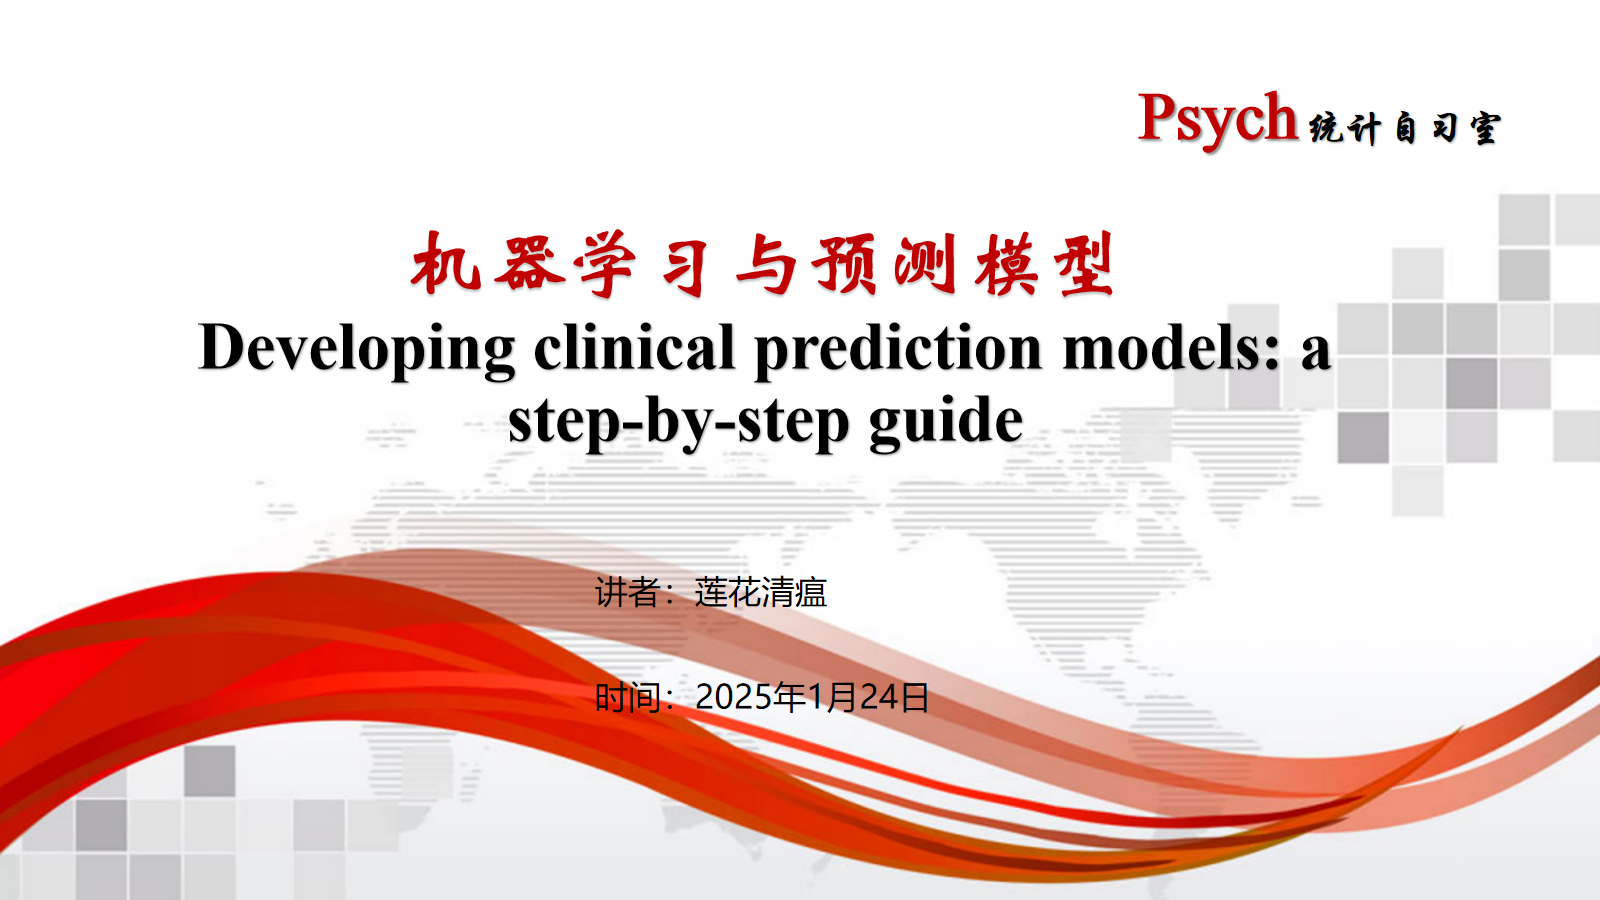 Psych统计自习室
机器学习与预测模型
Developing clinical prediction models: a
step-by-step guide
讲者：莲花清瘟
时间：2025年1月24日